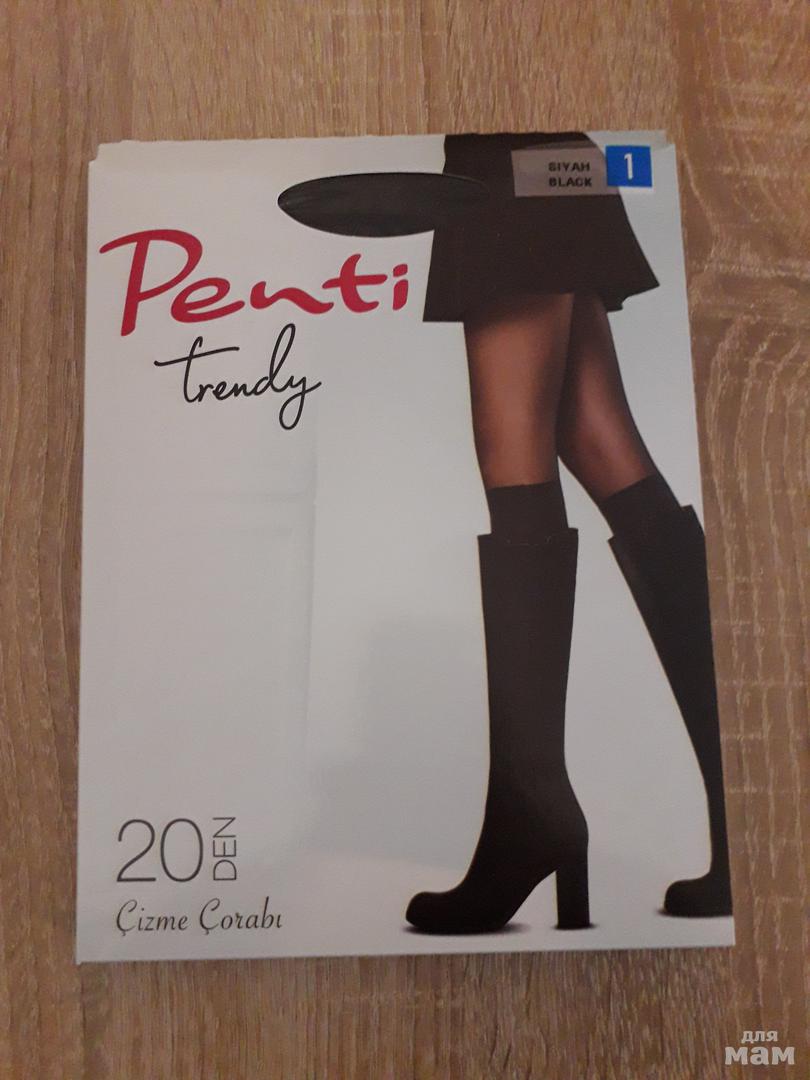 SIYAH
BLACK
1
Penti
trendy
20 DEN
Çizme Çorabı
для
мам